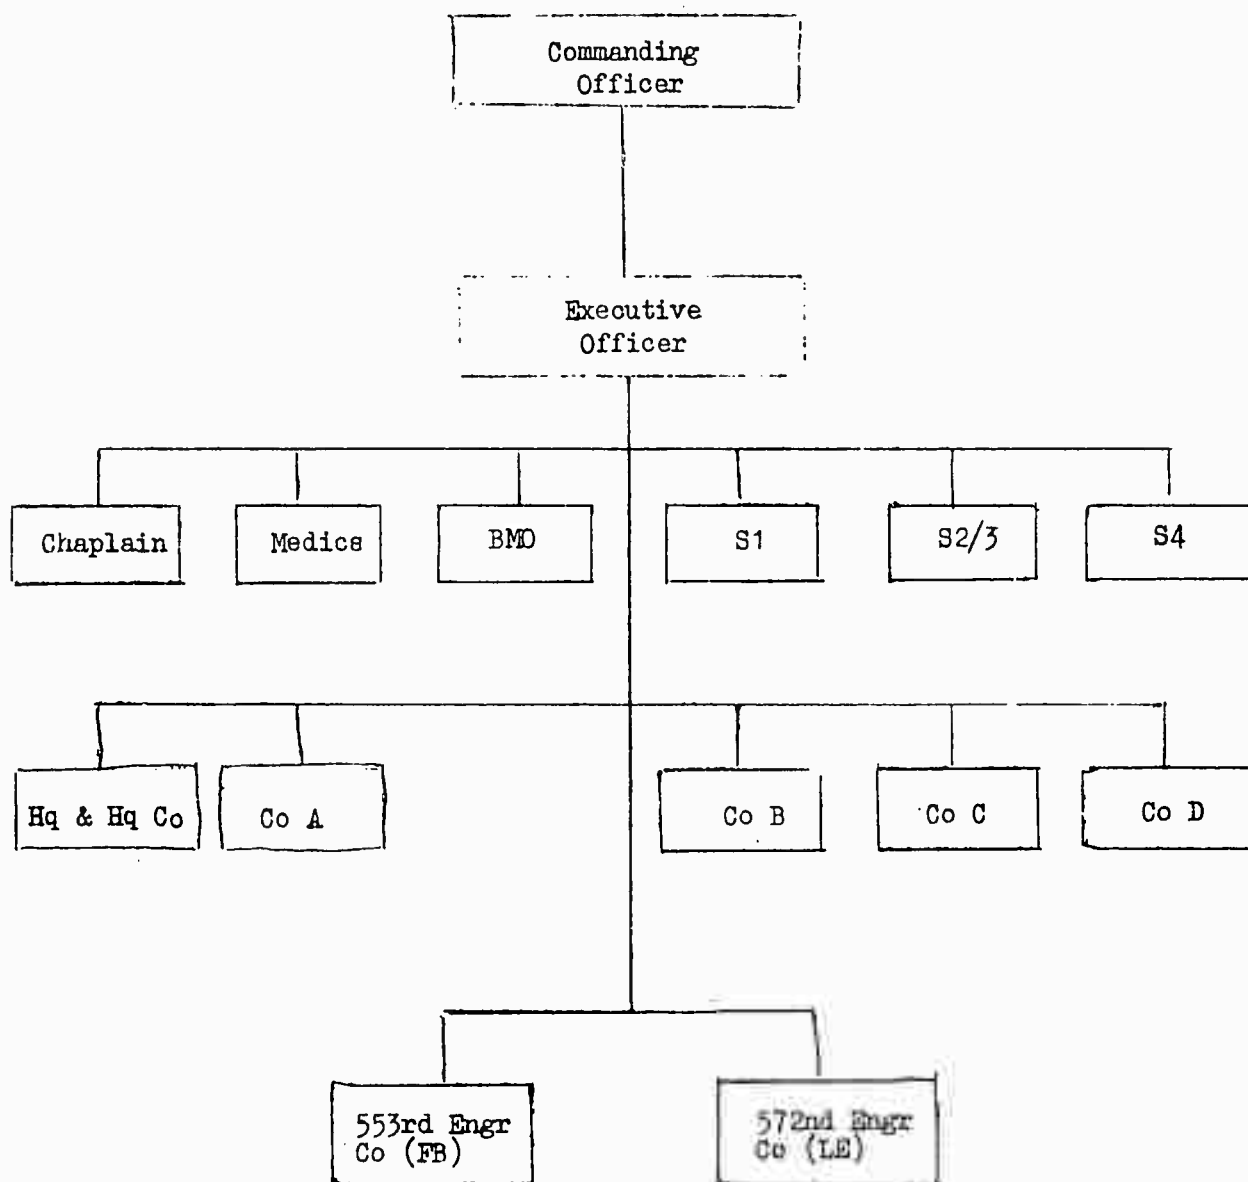 Commanding
Officer
Executive
Officer
Chaplain
Medics
BMO
S1
S2/3
S4
Hq & Hq Co
Co A
Co B
Co C
Co D
553rd Engr
Co (FB)
572nd Engr
Co (LE)